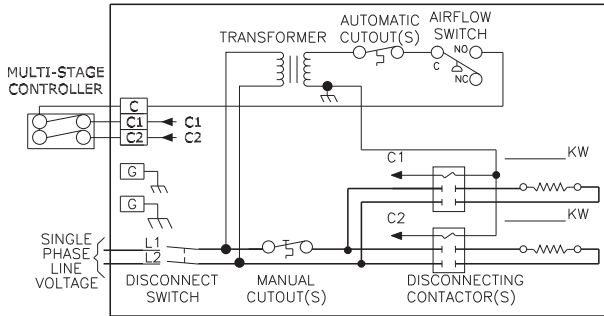 AUTOMATIC
CUTOUT(S)
AIRFLOW
SWITCH
TRANSFORMER
NO
C
NC
MULTI-STAGE
CONTROLLER
C
C1 C1
C2 C2
G
G
C1
KW
C2
KW
SINGLE
PHASE
LINE
VOLTAGE
L1
L2
DISCONNECT
SWITCH
MANUAL
CUTOUT(S)
DISCONNECTING
CONTACTOR(S)